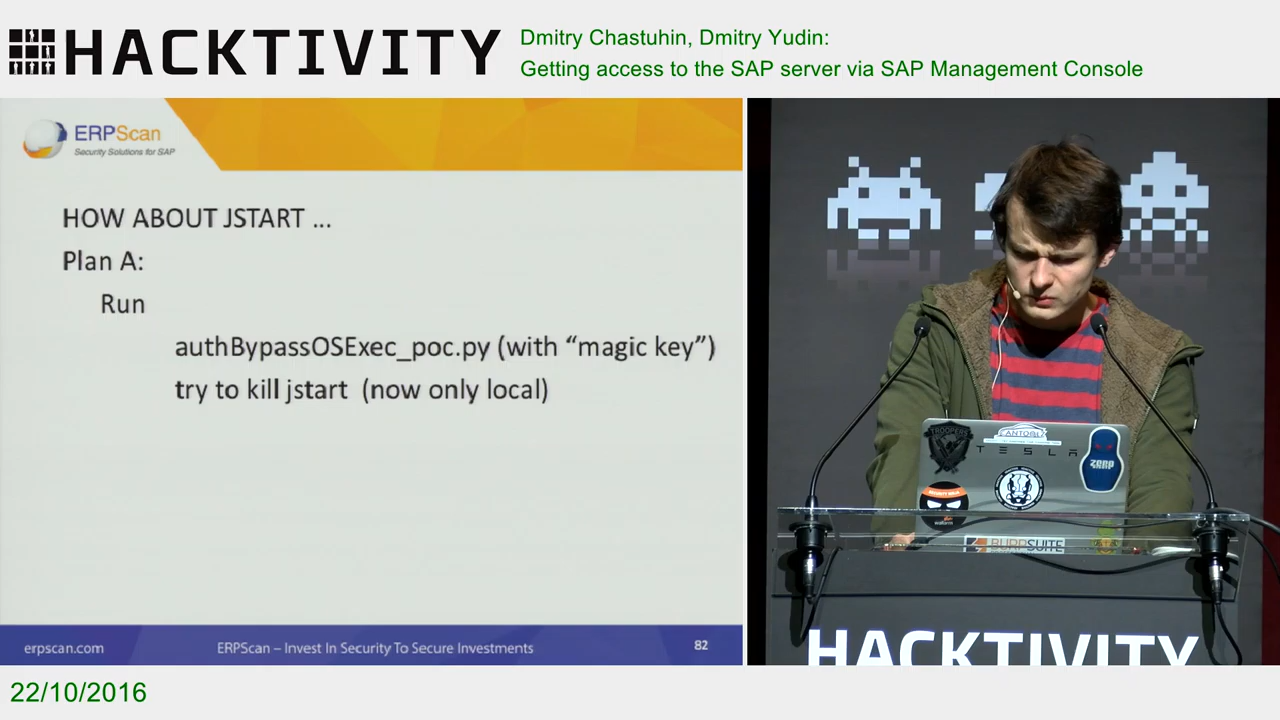 HACKTIVITY
Dmitry Chastuhin, Dmitry Yudin:
Getting access to the SAP server via SAP Management Console
ERPScan
Security Solutions for SAP
HOW ABOUT JSTART ...
Plan A:
Run
authBypassOSExec_poc.py (with “magic key”)
try to kill jstart (now only local)
erpscan.com
ERPScan – Invest In Security To Secure Investments
82
TESLA
BURPSUITE
HACKTIVITY
22/10/2016